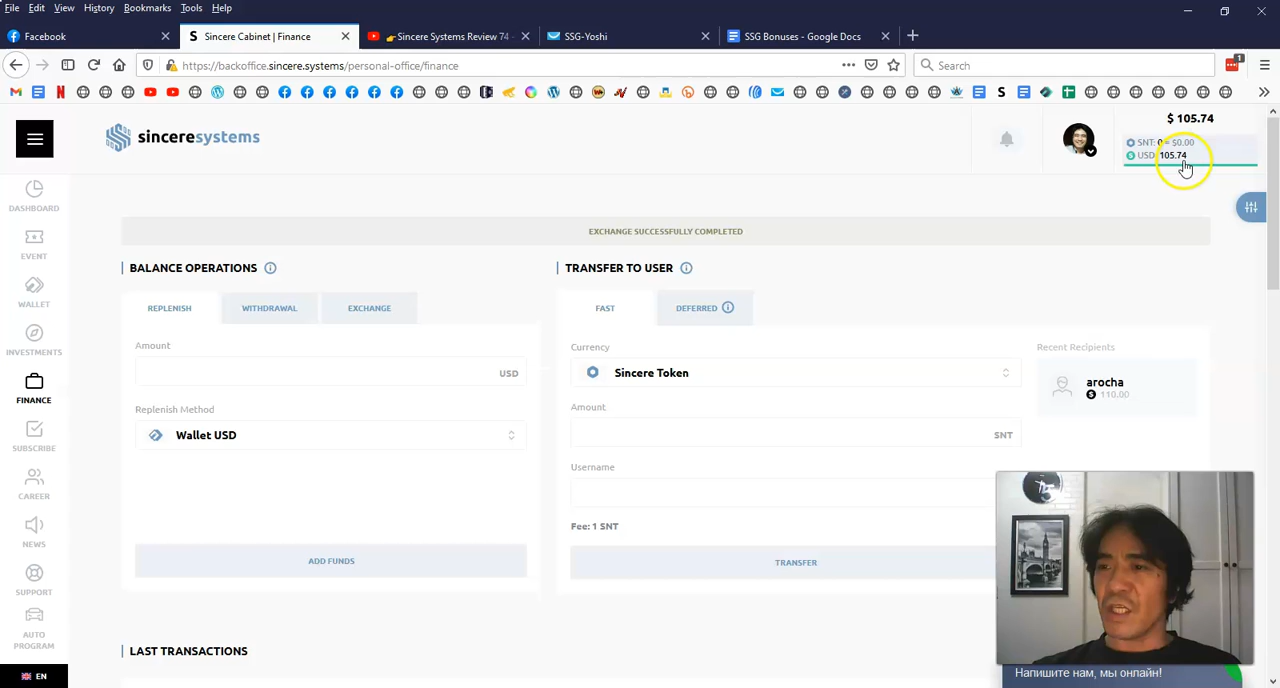 File Edit View History Bookmarks Tools Help
Facebook
Sincere Cabinet | Finance
Sincere Systems Review 74 -
SSG-Yoshi
SSG Bonuses - Google Docs
https://backoffice.sincere.systems/personal-office/finance
Search
1
sinceresystems
$ 105.74
SNT: 0 = $0.00
USD: 105.74
DASHBOARD
EVENT
WALLET
INVESTMENTS
FINANCE
SUBSCRIBE
CAREER
NEWS
SUPPORT
AUTO
PROGRAM
EN
EXCHANGE SUCCESSFULLY COMPLETED
BALANCE OPERATIONS
REPLENISH WITHDRAWAL EXCHANGE
Amount
USD
Replenish Method
Wallet USD
ADD FUNDS
TRANSFER TO USER
FAST DEFERRED
Currency
Sincere Token
Amount
SNT
Username
Fee: 1 SNT
TRANSFER
Recent Recipients
arocha
110.00
LAST TRANSACTIONS
Напишите нам, мы онлайн!